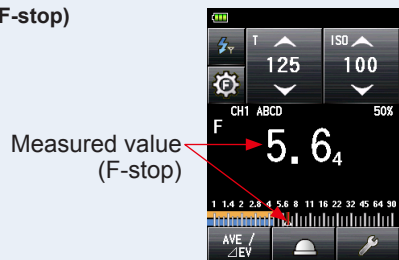 F-stop)
T
ISO
125
100
CH1 ABCD
50%
F
5.6₄
Measured value
(F-stop)
1 1.4 2 2.8 4 5.6 8 11 16 22 32 45 64 90
AVE /
⊿EV